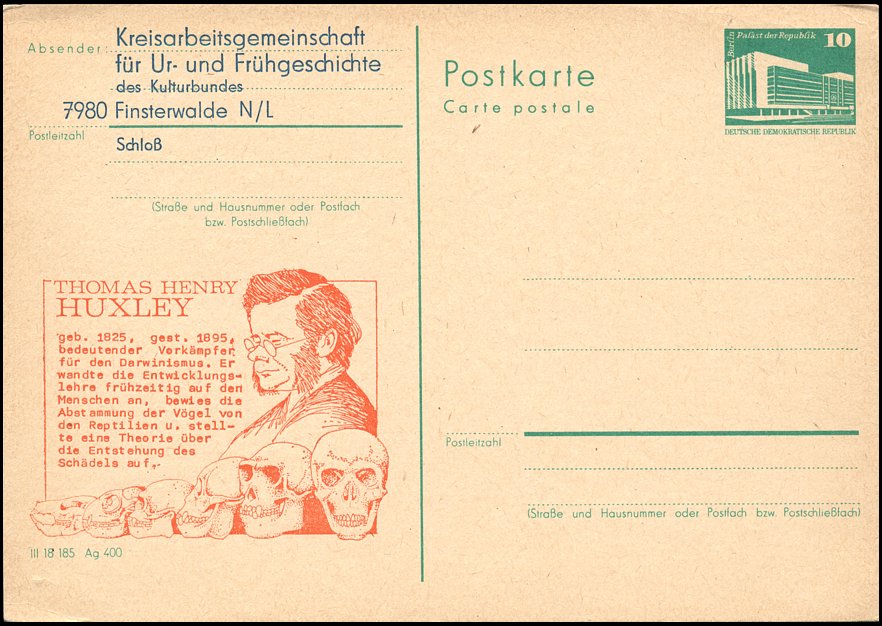 Absender:
Kreisarbeitsgemeinschaft
für Ur- und Frühgeschichte
des Kulturbundes
7980 Finsterwalde N/L
Postleitzahl
Schloß
(Straße und Hausnummer oder Postfach
bzw. Postschließfach)
THOMAS HENRY
HUXLEY
geb. 1825, gest. 1895,
bedeutender Vorkämpfer
für den Darwinismus. Er
wandte die Entwicklungs-
lehre frühzeitig auf den
Menschen an, bewies die
Abstammung der Vögel von
den Reptilien u. stell-
te eine Theorie über
die Entstehung des
Schädels auf.
III 18 185 Ag 400
Postkarte
Carte postale
Berlin
Palast der Republik
10
DEUTSCHE DEMOKRATISCHE REPUBLIK
Postleitzahl
(Straße und Hausnummer oder Postfach bzw. Postschließfach)